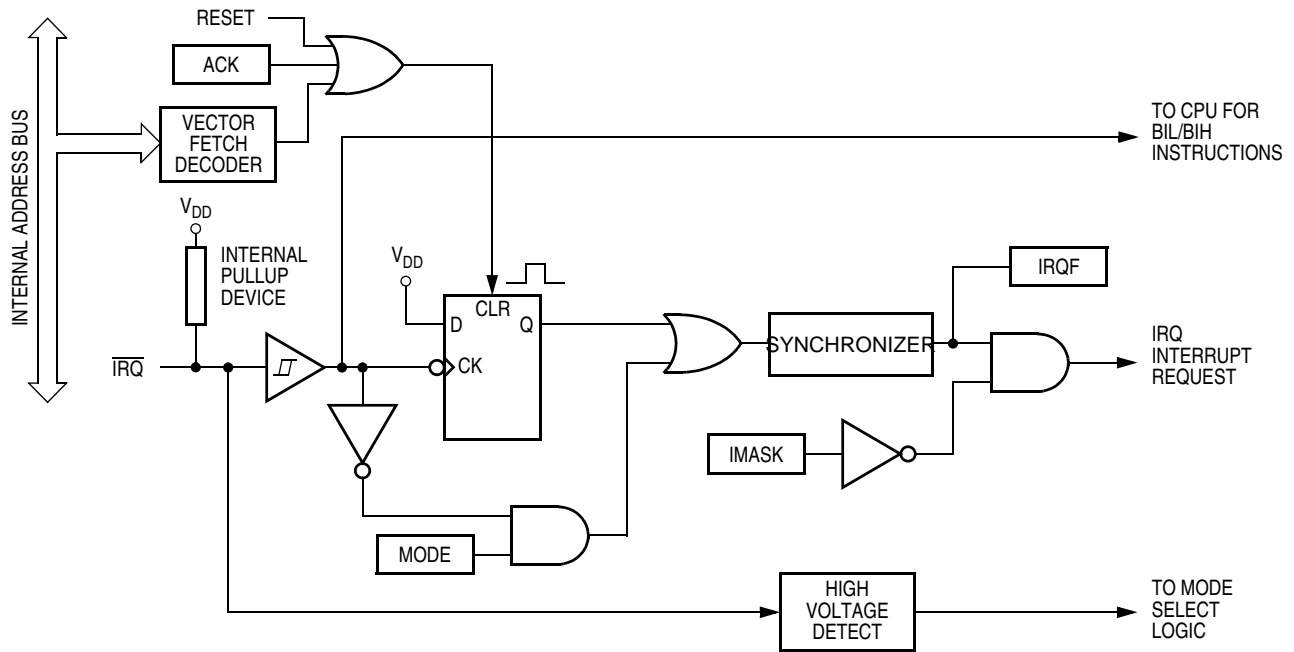 RESET
ACK
INTERNAL ADDRESS BUS
VECTOR
FETCH
DECODER
TO CPU FOR
BIL/BIH
INSTRUCTIONS
VDD
INTERNAL
PULLUP
DEVICE
VDD
CLR
D
Q
CK
IRQ
SYNCHRONIZER
IRQF
IRQ
INTERRUPT
REQUEST
IMASK
MODE
HIGH
VOLTAGE
DETECT
TO MODE
SELECT
LOGIC